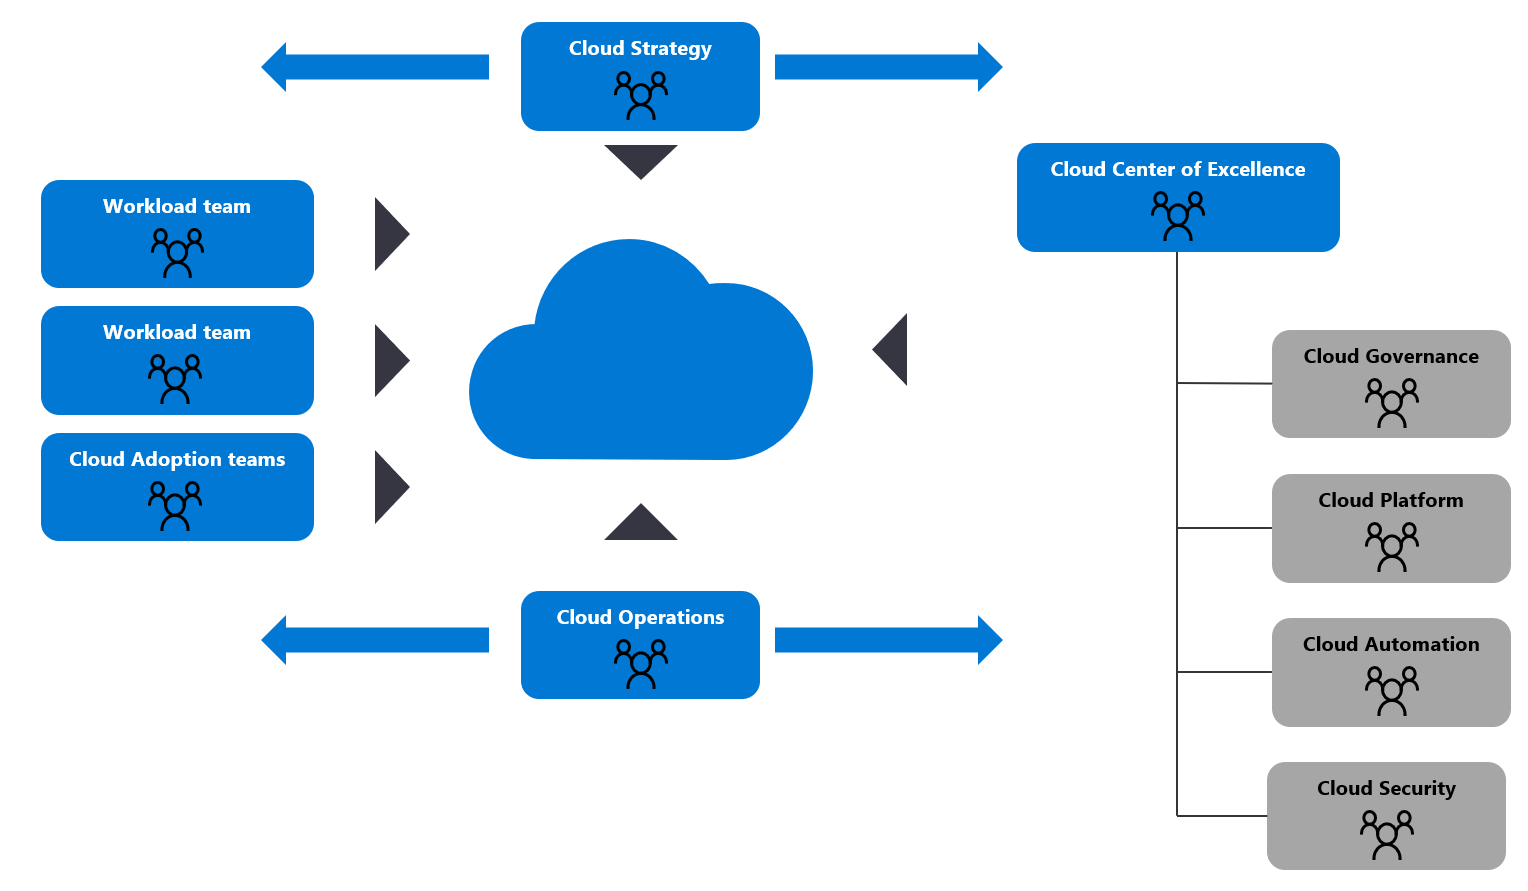 Cloud Strategy
Cloud Center of Excellence
Workload team
Workload team
Cloud Adoption teams
Cloud Governance
Cloud Platform
Cloud Operations
Cloud Automation
Cloud Security